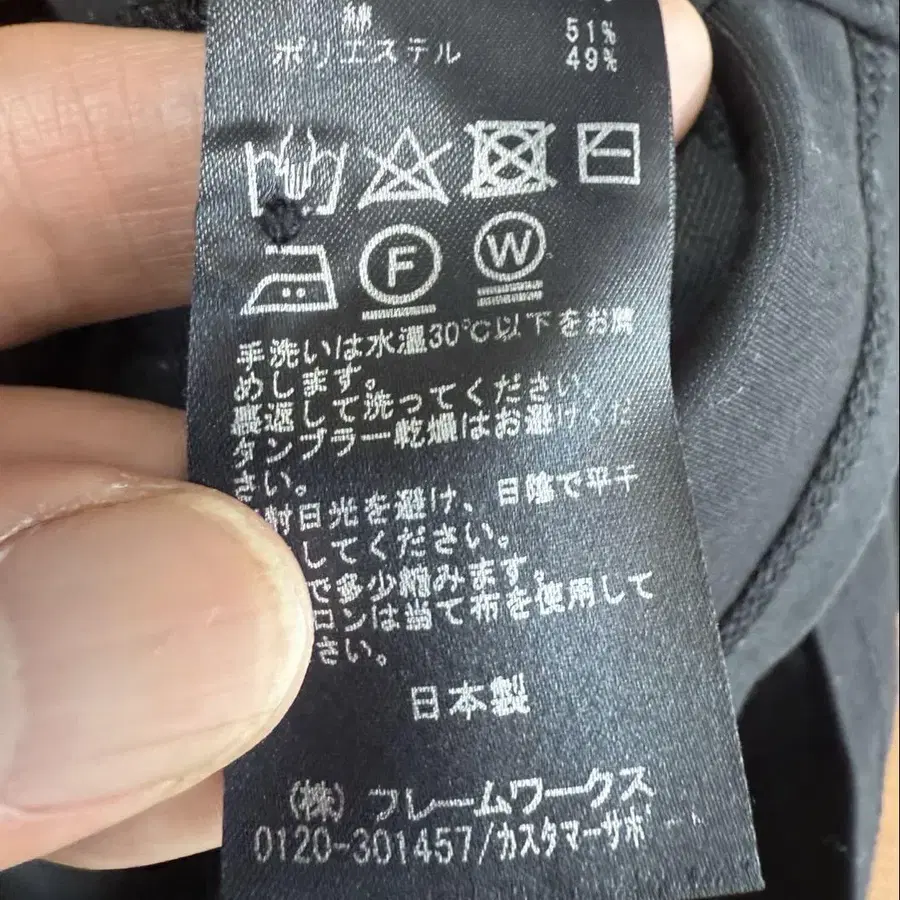 綿 51%
ポリエステル 49%
F W
手洗いは水温30℃以下をお薦
めします。
裏返して洗ってください
タンブラー乾燥はお避けくだ
さい。
射日光を避け、日陰で平干
してください。
で多少縮みます。
ロンは当て布を使用して
さい。
日本製
(株)フレームワークス
0120-301457/カスタマーサポ